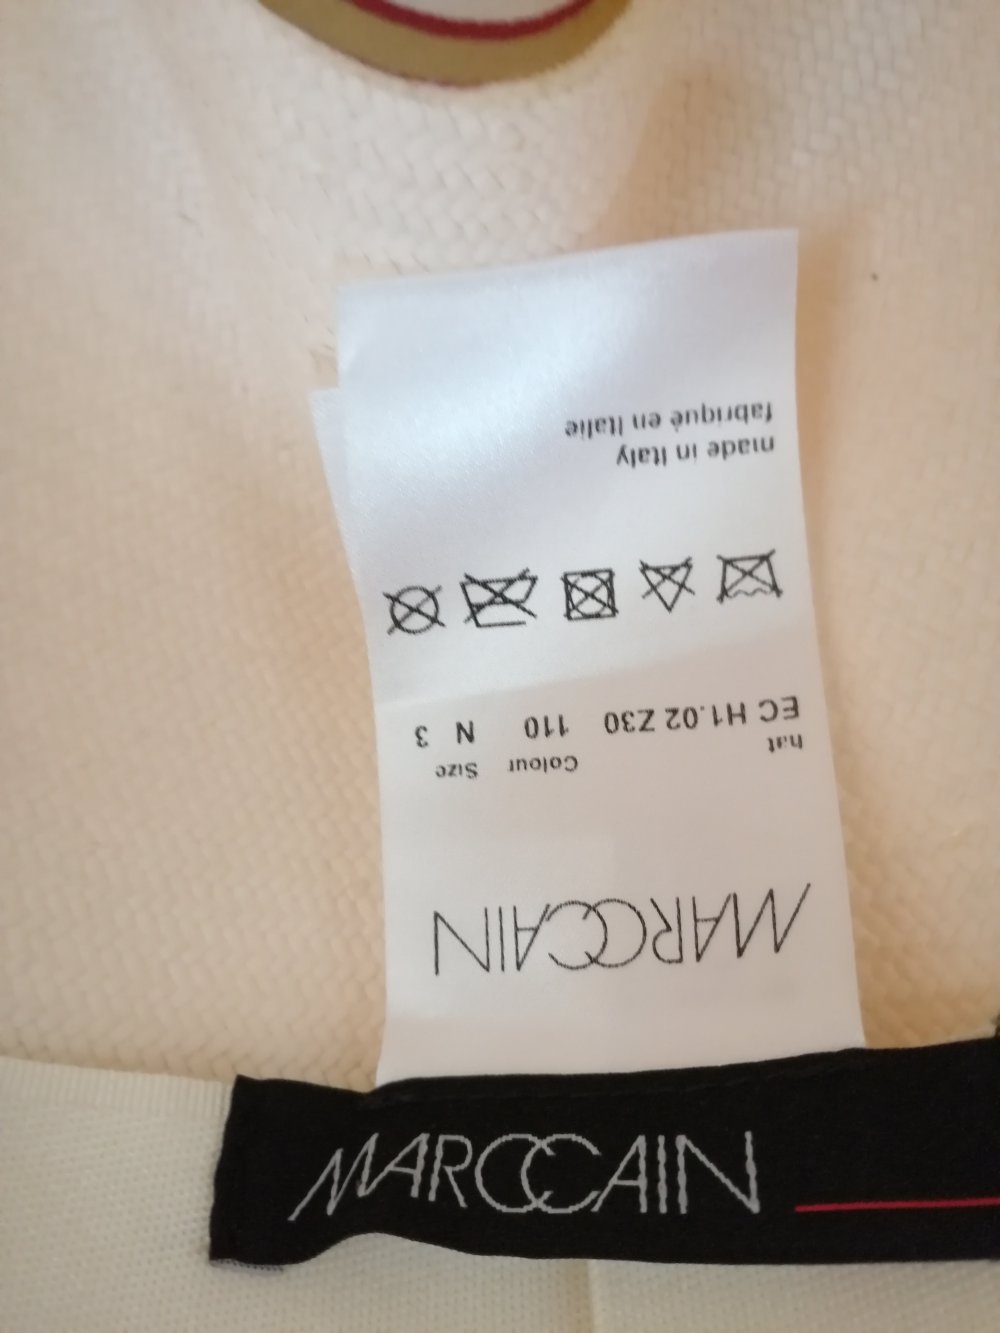 MARCCAIN
hat Colour Size
EC H1.02 Z30 110 N 3
made in Italy
fabriqué en Italie
MARCCAIN